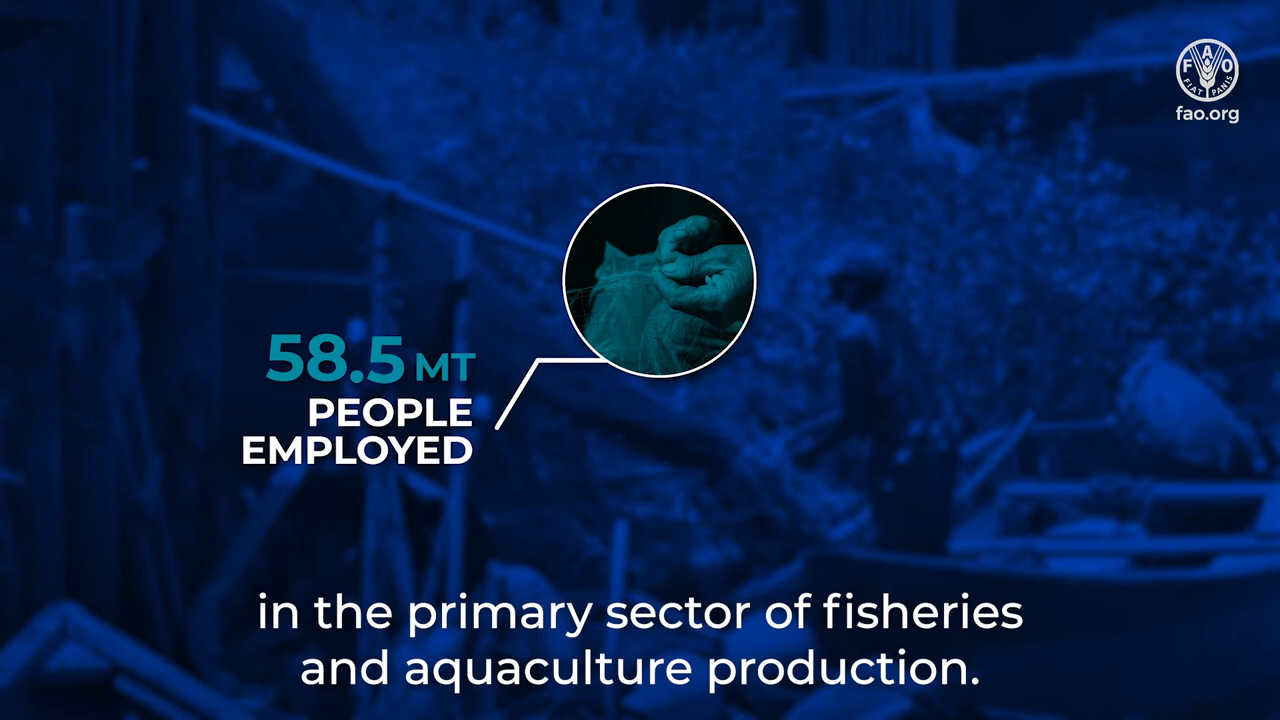 FAO
FIAT PANIS
fao.org
58.5 MT
PEOPLE
EMPLOYED
in the primary sector of fisheries
and aquaculture production.